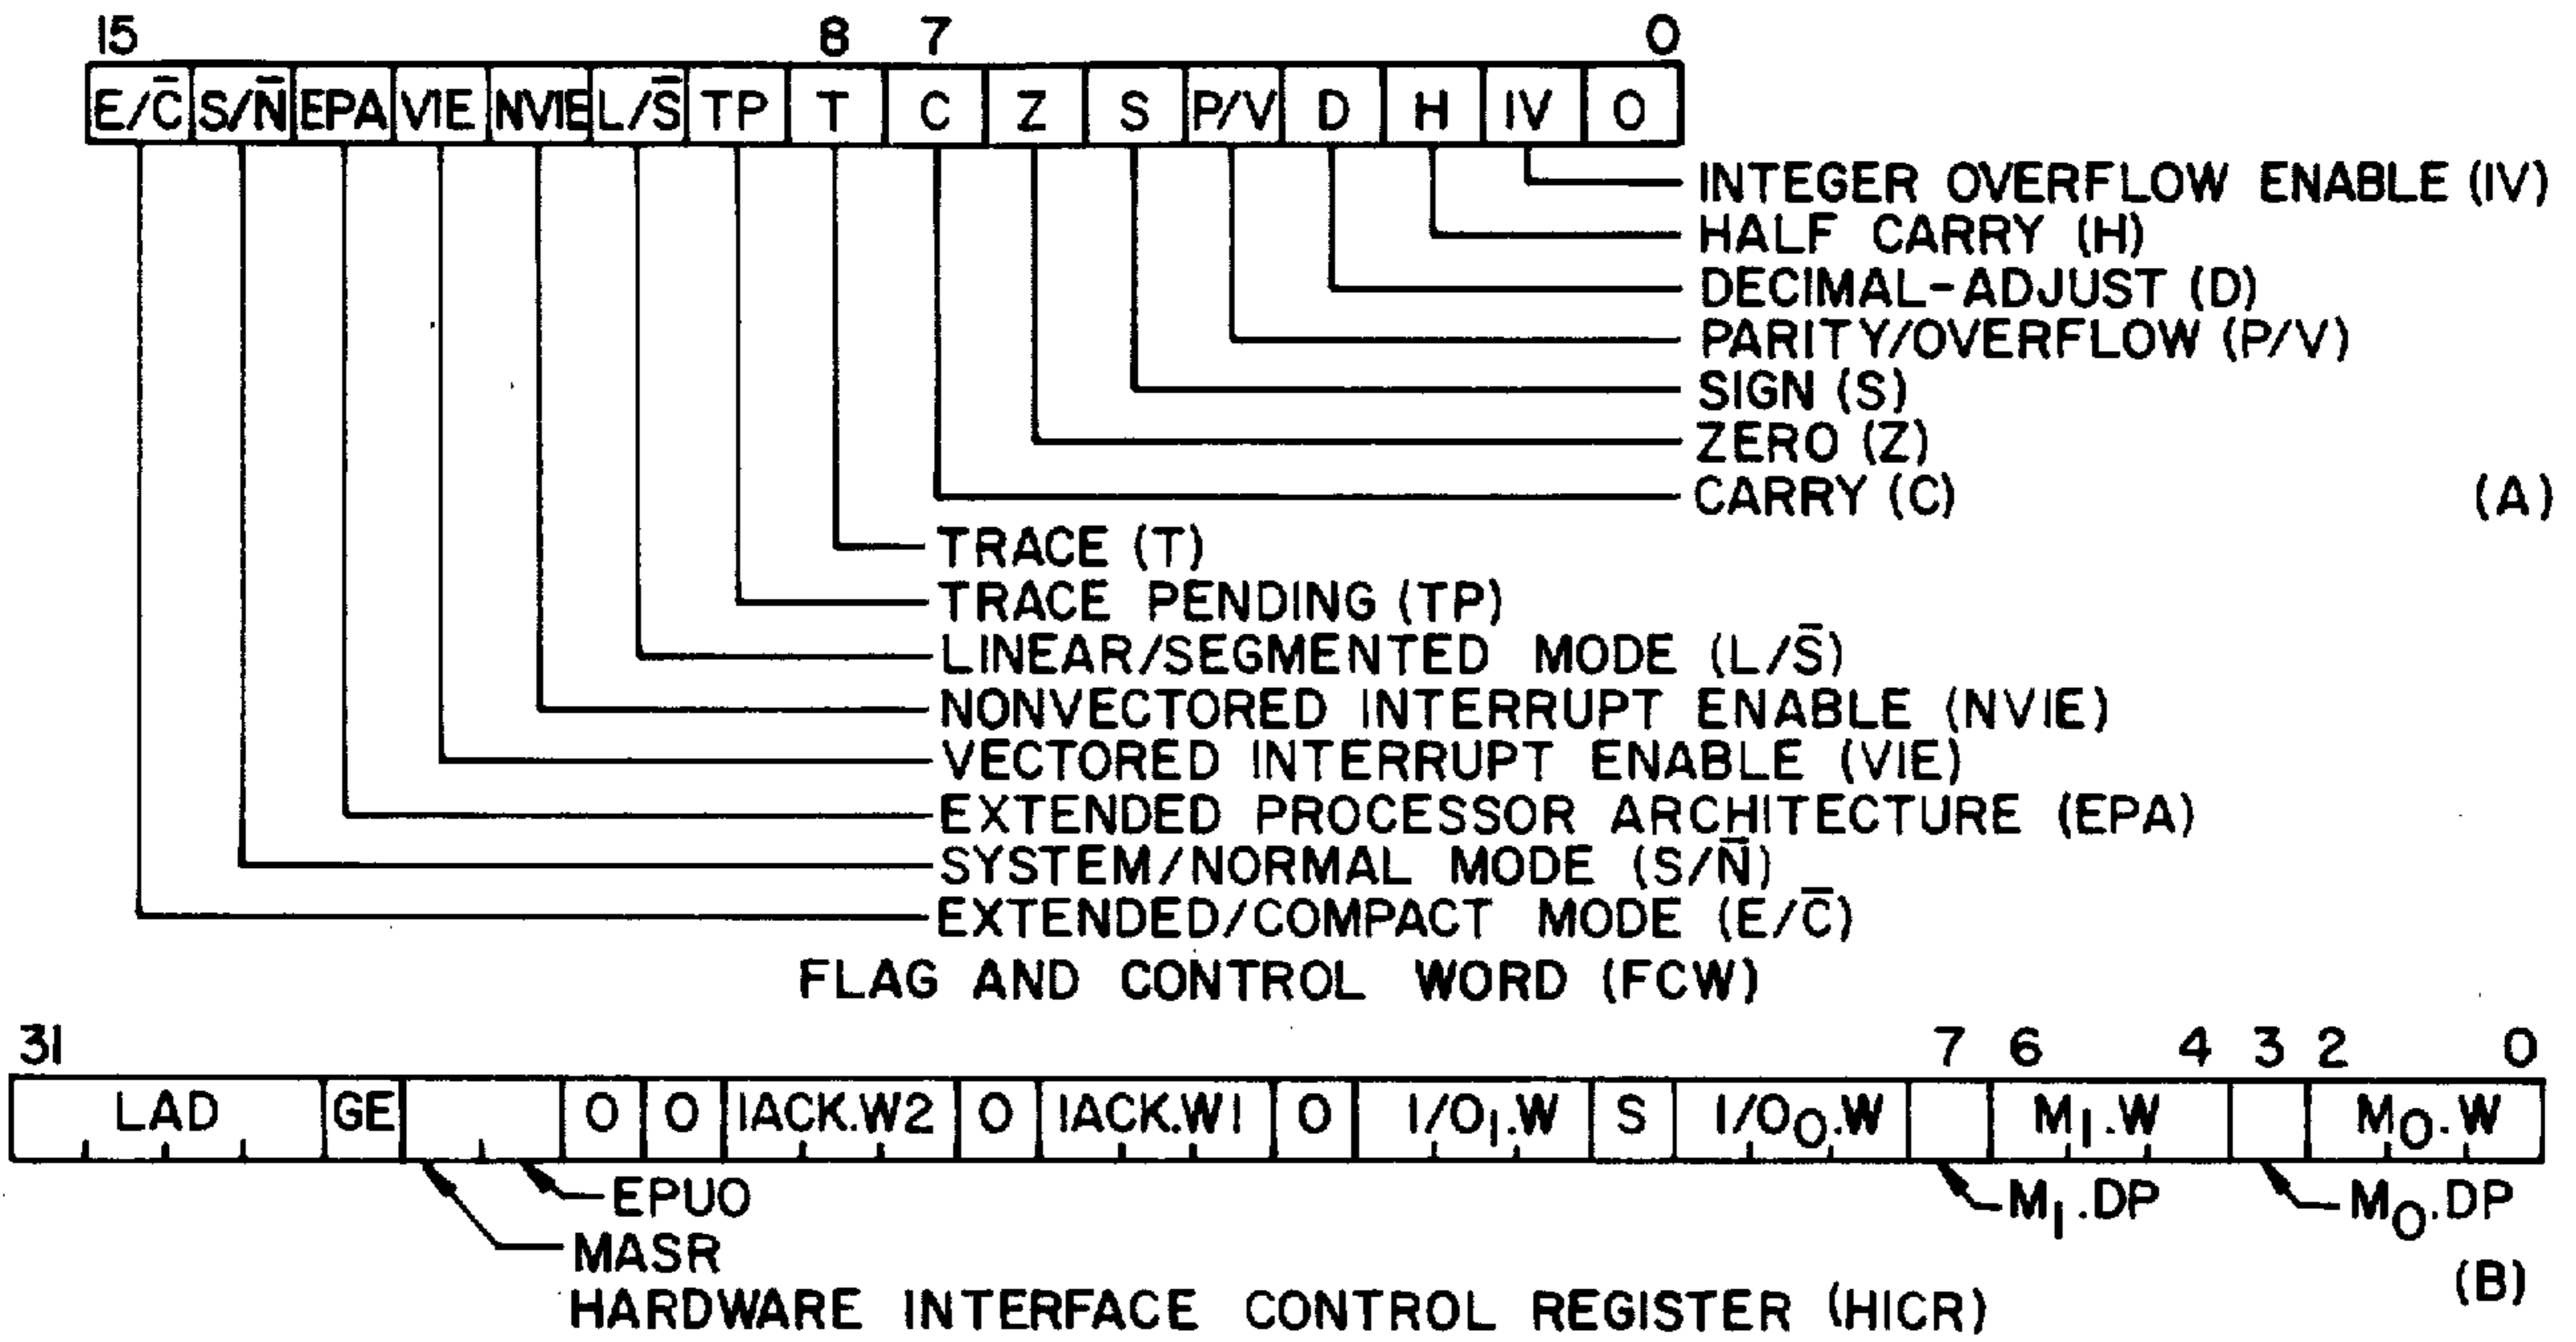 15 8 7 0
E/C̄ S/N̄ EPA VIE NVIE L/S̄ TP T C Z S P/V D H IV 0
INTEGER OVERFLOW ENABLE (IV)
HALF CARRY (H)
DECIMAL-ADJUST (D)
PARITY/OVERFLOW (P/V)
SIGN (S)
ZERO (Z)
CARRY (C)
(A)
TRACE (T)
TRACE PENDING (TP)
LINEAR/SEGMENTED MODE (L/S̄)
NONVECTORED INTERRUPT ENABLE (NVIE)
VECTORED INTERRUPT ENABLE (VIE)
EXTENDED PROCESSOR ARCHITECTURE (EPA)
SYSTEM/NORMAL MODE (S/N̄)
EXTENDED/COMPACT MODE (E/C̄)
FLAG AND CONTROL WORD (FCW)
31 7 6 4 3 2 0
LAD GE 0 0 IACK.W2 0 IACK.W1 0 I/O₁.W S I/O₀.W M₁.W M₀.W
EPUO M₁.DP M₀.DP
MASR
(B)
HARDWARE INTERFACE CONTROL REGISTER (HICR)